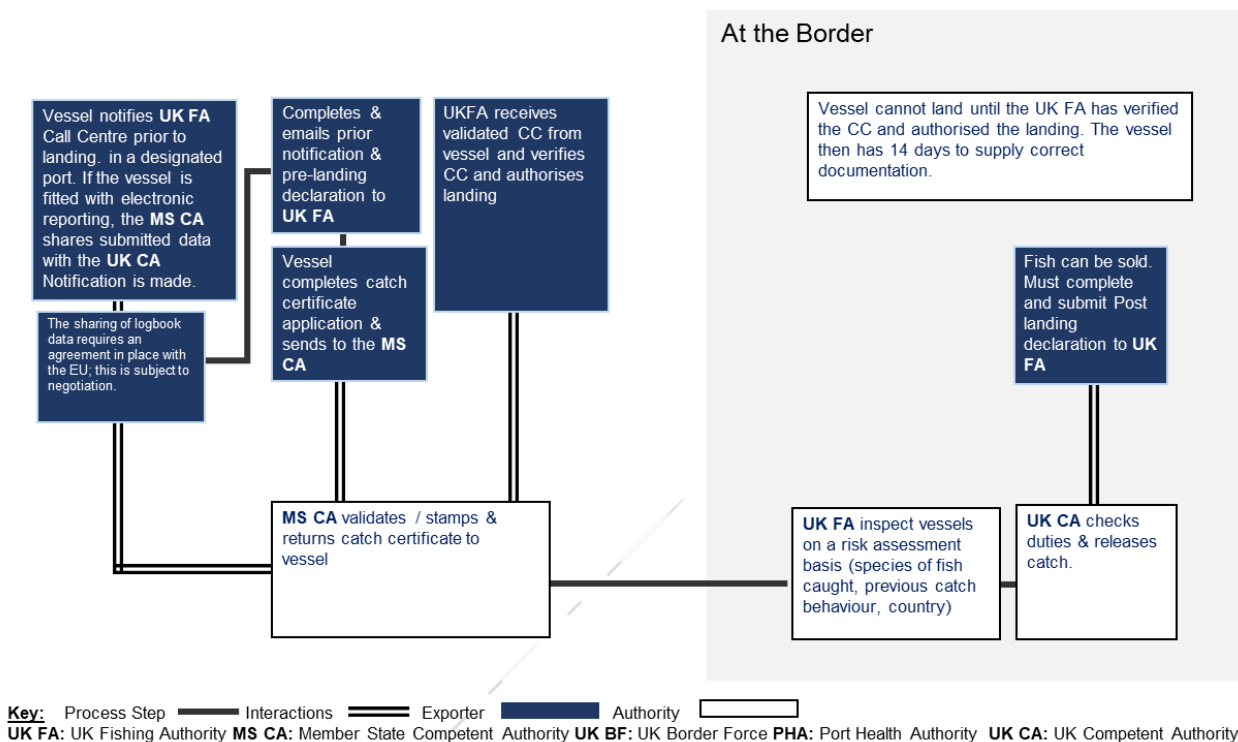 At the Border
Vessel notifies UK FA
Call Centre prior to
landing. in a designated
port. If the vessel is
fitted with electronic
reporting, the MS CA
shares submitted data
with the UK CA
Notification is made.
The sharing of logbook
data requires an
agreement in place with
the EU; this is subject to
negotiation.
Completes &
emails prior
notification &
pre-landing
declaration to
UK FA
Vessel
completes catch
certificate
application &
sends to the MS
CA
UKFA receives
validated CC from
vessel and verifies
CC and authorises
landing
Vessel cannot land until the UK FA has verified
the CC and authorised the landing. The vessel
then has 14 days to supply correct
documentation.
Fish can be sold.
Must complete
and submit Post
landing
declaration to UK
FA
MS CA validates / stamps &
returns catch certificate to
vessel
UK FA inspect vessels
on a risk assessment
basis (species of fish
caught, previous catch
behaviour, country)
UK CA checks
duties & releases
catch.
Key: Process Step Interactions Exporter Authority
UK FA: UK Fishing Authority MS CA: Member State Competent Authority UK BF: UK Border Force PHA: Port Health Authority UK CA: UK Competent Authority